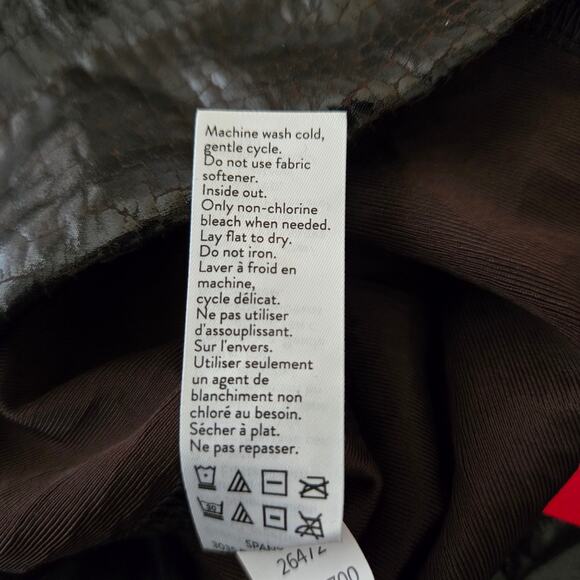 Machine wash cold,
gentle cycle.
Do not use fabric
softener.
Inside out.
Only non-chlorine
bleach when needed.
Lay flat to dry.
Do not iron.
Laver à froid en
machine,
cycle délicat.
Ne pas utiliser
d'assouplissant.
Sur l'envers.
Utiliser seulement
un agent de
blanchiment non
chloré au besoin.
Sécher à plat.
Ne pas repasser.
30
SPAN